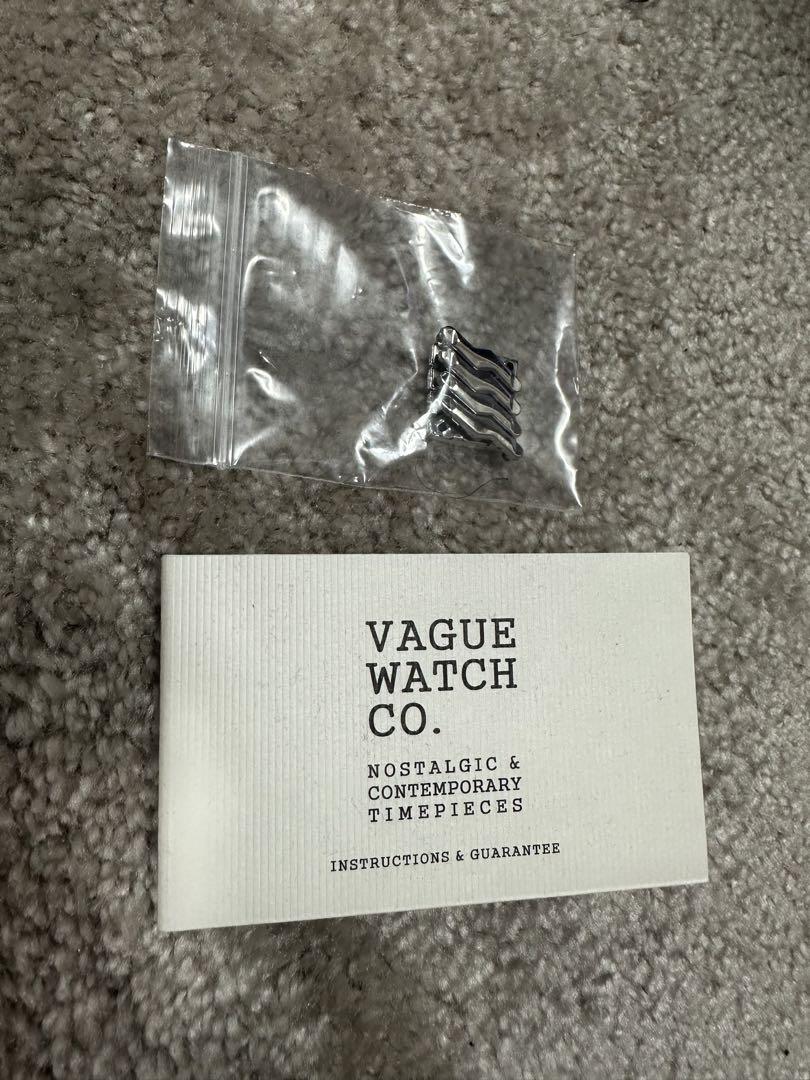 VAGUE
WATCH
CO.
NOSTALGIC &
CONTEMPORARY
TIMEPIECES
INSTRUCTIONS & GUARANTEE